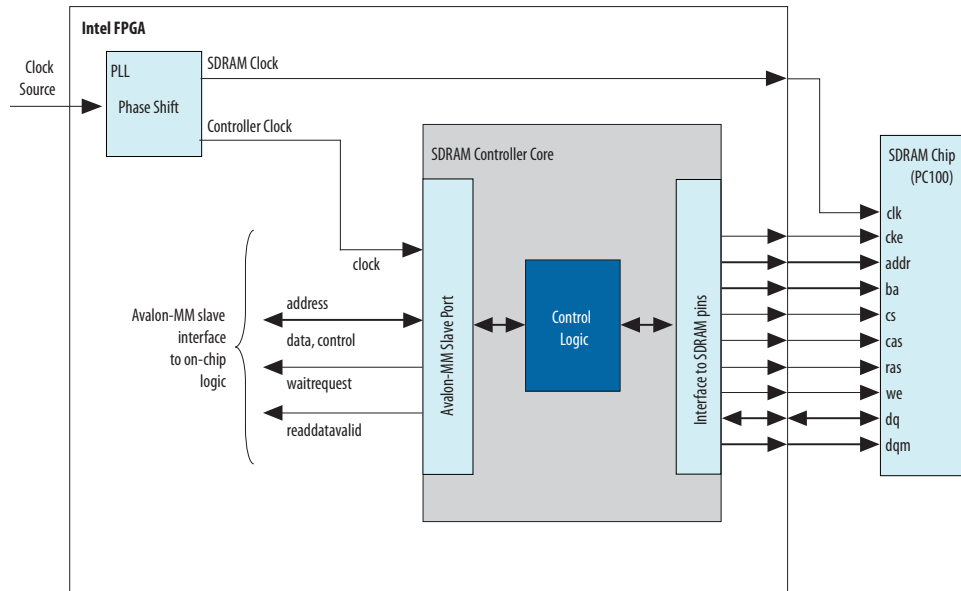 Intel FPGA
Clock
Source
PLL
Phase Shift
SDRAM Clock
Controller Clock
SDRAM Controller Core
SDRAM Chip
(PC100)
clk
cke
addr
ba
cs
cas
ras
we
dq
dqm
clock
Avalon-MM slave
interface
to on-chip
logic
address
data, control
waitrequest
readdatavalid
Avalon-MM Slave Port
Control
Logic
Interface to SDRAM pins